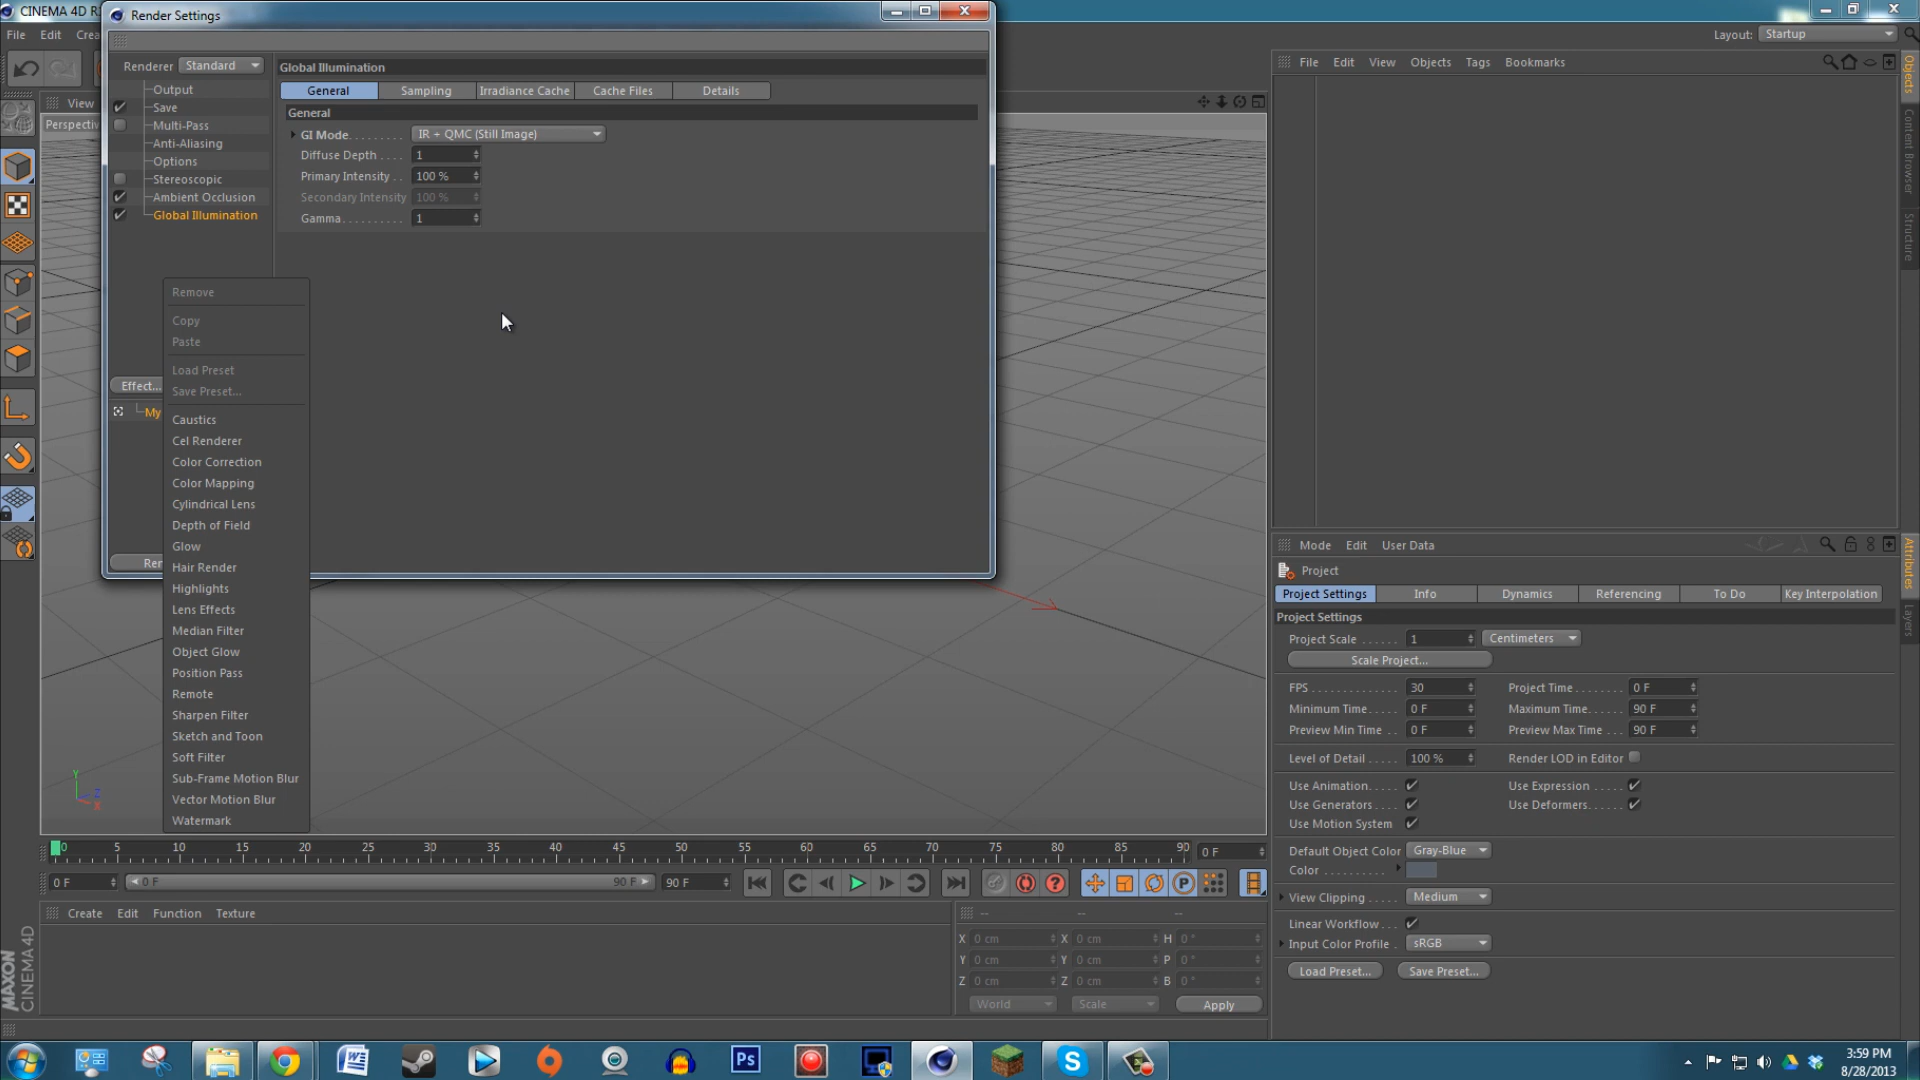 CINEMA 4D R
Render Settings
File Edit Crea
Layout: Startup
Renderer Standard
Output
Save
Multi-Pass
Anti-Aliasing
Options
Stereoscopic
Ambient Occlusion
Global Illumination
Effect...
My
Ren
Global Illumination
General Sampling Irradiance Cache Cache Files Details
General
GI Mode IR + QMC (Still Image)
Diffuse Depth 1
Primary Intensity 100 %
Secondary Intensity 100 %
Gamma 1
View
Perspectiv
Remove
Copy
Paste
Load Preset
Save Preset...
Caustics
Cel Renderer
Color Correction
Color Mapping
Cylindrical Lens
Depth of Field
Glow
Hair Render
Highlights
Lens Effects
Median Filter
Object Glow
Position Pass
Remote
Sharpen Filter
Sketch and Toon
Soft Filter
Sub-Frame Motion Blur
Vector Motion Blur
Watermark
Y
Z
X
File Edit View Objects Tags Bookmarks
Objects
Content Browser
Structure
Mode Edit User Data
Attributes
Layers
Project
Project Settings Info Dynamics Referencing To Do Key Interpolation
Project Settings
Project Scale 1 Centimeters
Scale Project...
FPS 30 Project Time 0 F
Minimum Time 0 F Maximum Time 90 F
Preview Min Time 0 F Preview Max Time 90 F
Level of Detail 100 % Render LOD in Editor
Use Animation Use Expression
Use Generators Use Deformers
Use Motion System
Default Object Color Gray-Blue
Color
View Clipping Medium
Linear Workflow
Input Color Profile sRGB
Load Preset... Save Preset...
0 5 10 15 20 25 30 35 40 45 50 55 60 65 70 75 80 85 90 0 F
0 F 0 F 90 F 90 F
Create Edit Function Texture
-- -- --
X 0 cm X 0 cm H 0 °
Y 0 cm Y 0 cm P 0 °
Z 0 cm Z 0 cm B 0 °
World Scale Apply
MAXON
CINEMA 4D
Ps
3:59 PM
8/28/2013